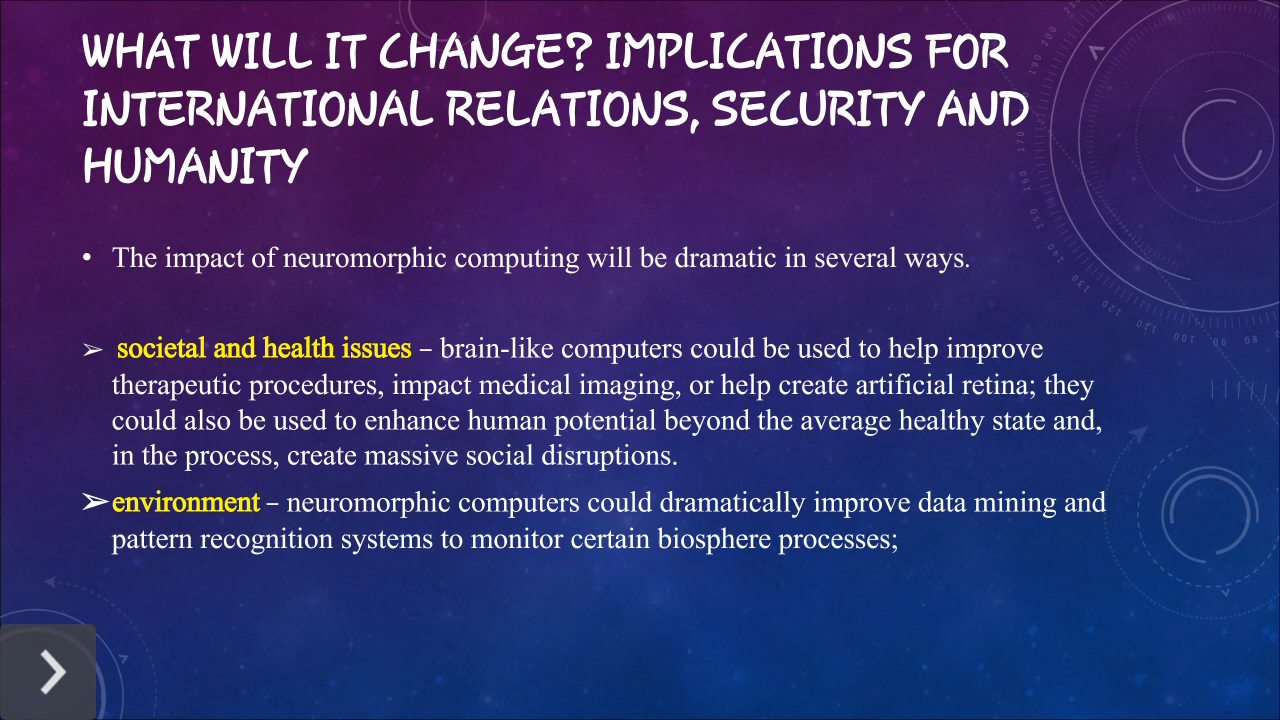 WHAT WILL IT CHANGE? IMPLICATIONS FOR
INTERNATIONAL RELATIONS, SECURITY AND
HUMANITY
• The impact of neuromorphic computing will be dramatic in several ways.
➢ societal and health issues – brain-like computers could be used to help improve
therapeutic procedures, impact medical imaging, or help create artificial retina; they
could also be used to enhance human potential beyond the average healthy state and,
in the process, create massive social disruptions.
➢environment – neuromorphic computers could dramatically improve data mining and
pattern recognition systems to monitor certain biosphere processes;